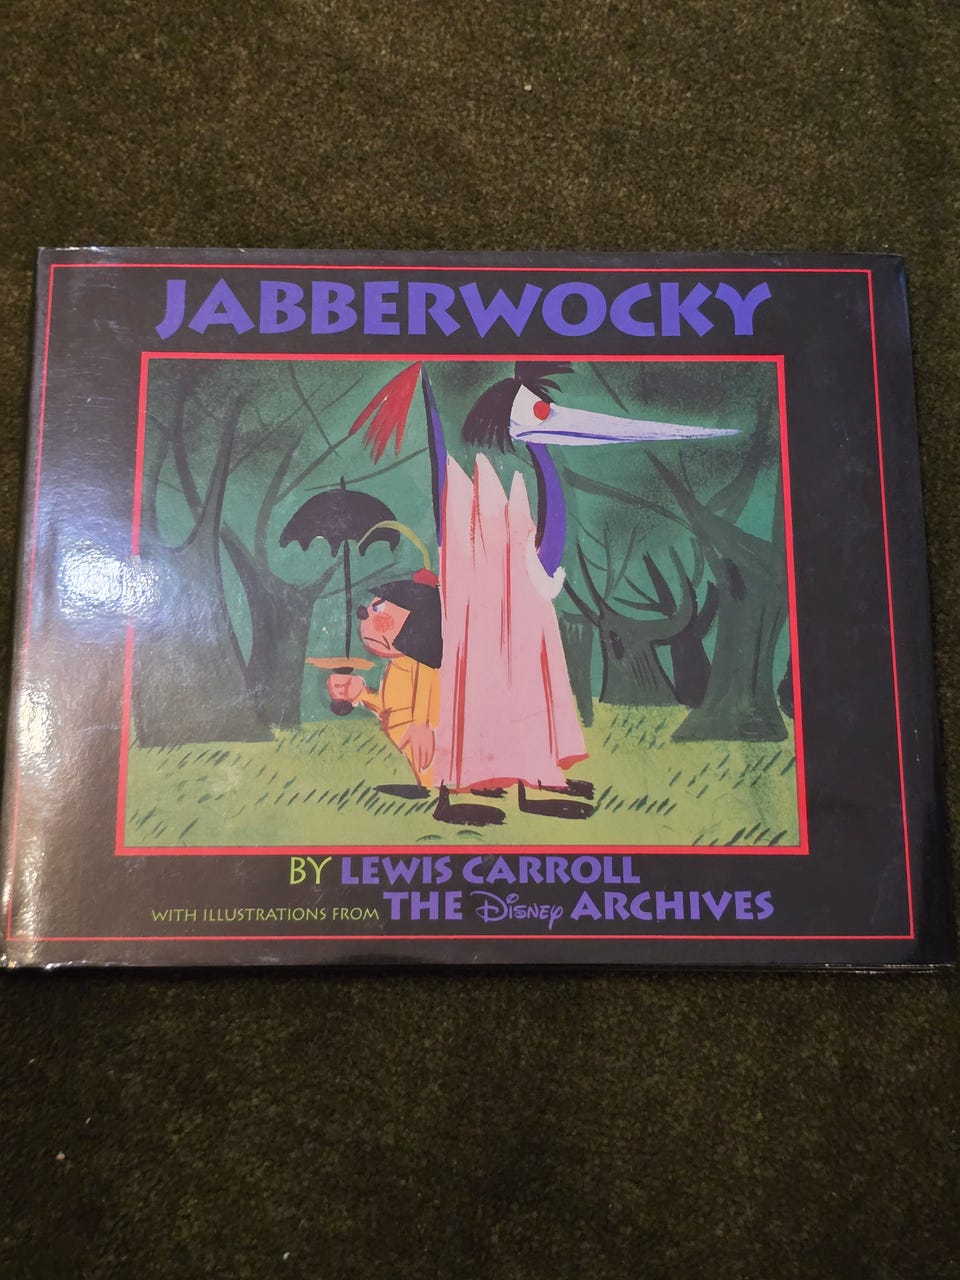 JABBERWOCKY
BY LEWIS CARROLL
WITH ILLUSTRATIONS FROM THE DISNEY ARCHIVES